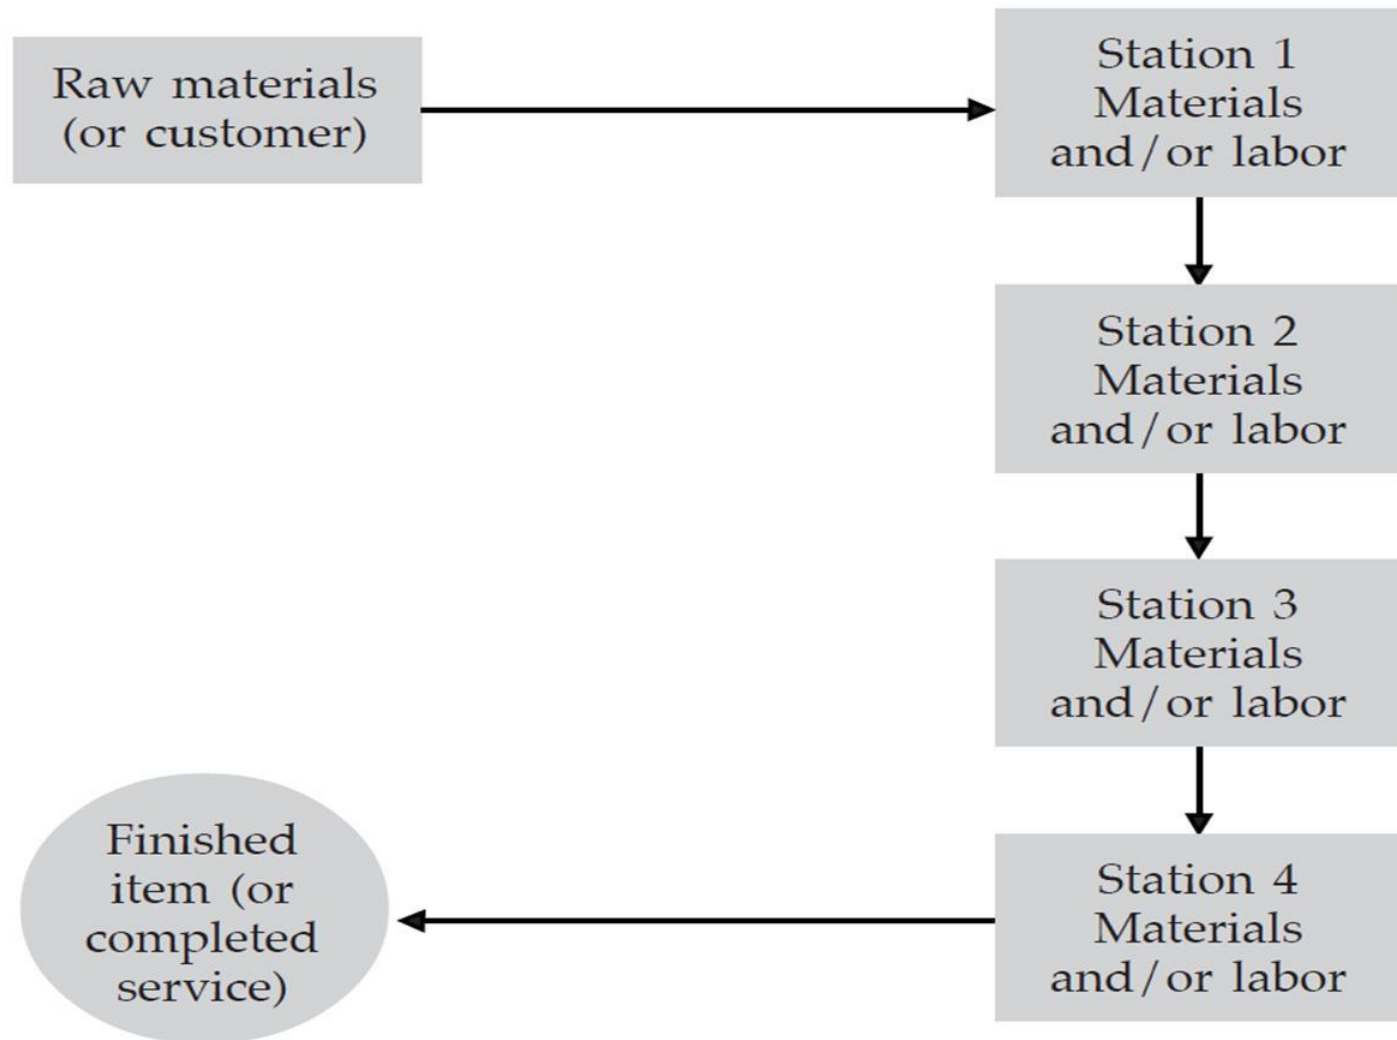 Raw materials
(or customer)
Station 1
Materials
and/or labor
Station 2
Materials
and/or labor
Station 3
Materials
and/or labor
Station 4
Materials
and/or labor
Finished
item (or
completed
service)